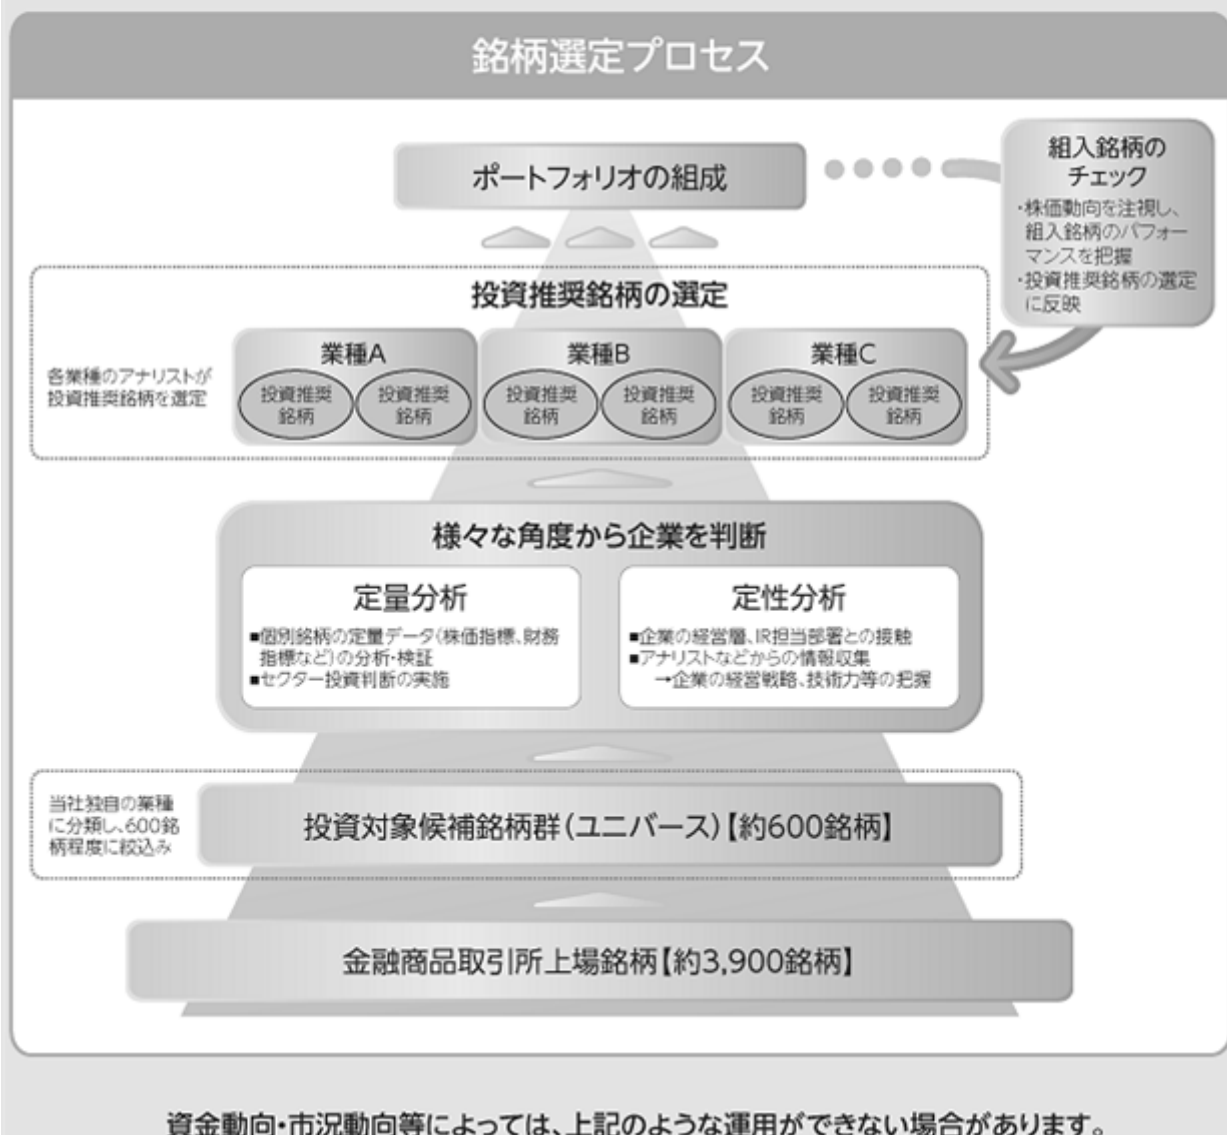 銘柄選定プロセス
ポートフォリオの組成
組入銘柄の
チェック
・株価動向を注視し、
組入銘柄のパフォー
マンスを把握
・投資推奨銘柄の選定
に反映
投資推奨銘柄の選定
各業種のアナリストが
投資推奨銘柄を選定
業種A
投資推奨
銘柄
投資推奨
銘柄
業種B
投資推奨
銘柄
投資推奨
銘柄
業種C
投資推奨
銘柄
投資推奨
銘柄
様々な角度から企業を判断
定量分析
■個別銘柄の定量データ(株価指標、財務
指標など)の分析・検証
■セクター投資判断の実施
定性分析
■企業の経営層、IR担当部署との接触
■アナリストなどからの情報収集
→企業の経営戦略、技術力等の把握
当社独自の業種
に分類し、600銘
柄程度に絞込み
投資対象候補銘柄群(ユニバース)【約600銘柄】
金融商品取引所上場銘柄【約3,900銘柄】
資金動向・市況動向等によっては、上記のような運用ができない場合があります。